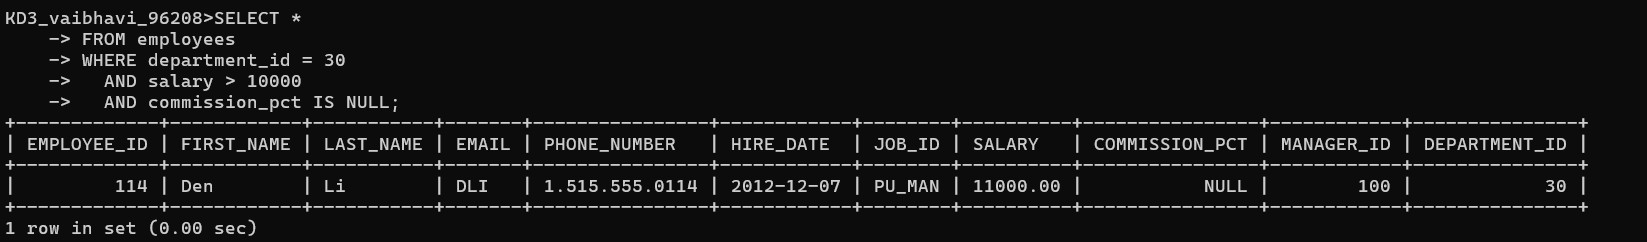 KD3_vaibhavi_96208>SELECT *
    -> FROM employees
    -> WHERE department_id = 30
    ->   AND salary > 10000
    ->   AND commission_pct IS NULL;
+-------------+------------+-----------+-------+----------------+------------+--------+----------+----------------+------------+---------------+
| EMPLOYEE_ID | FIRST_NAME | LAST_NAME | EMAIL | PHONE_NUMBER   | HIRE_DATE  | JOB_ID | SALARY   | COMMISSION_PCT | MANAGER_ID | DEPARTMENT_ID |
+-------------+------------+-----------+-------+----------------+------------+--------+----------+----------------+------------+---------------+
|         114 | Den        | Li        | DLI   | 1.515.555.0114 | 2012-12-07 | PU_MAN | 11000.00 |           NULL |        100 |            30 |
+-------------+------------+-----------+-------+----------------+------------+--------+----------+----------------+------------+---------------+
1 row in set (0.00 sec)